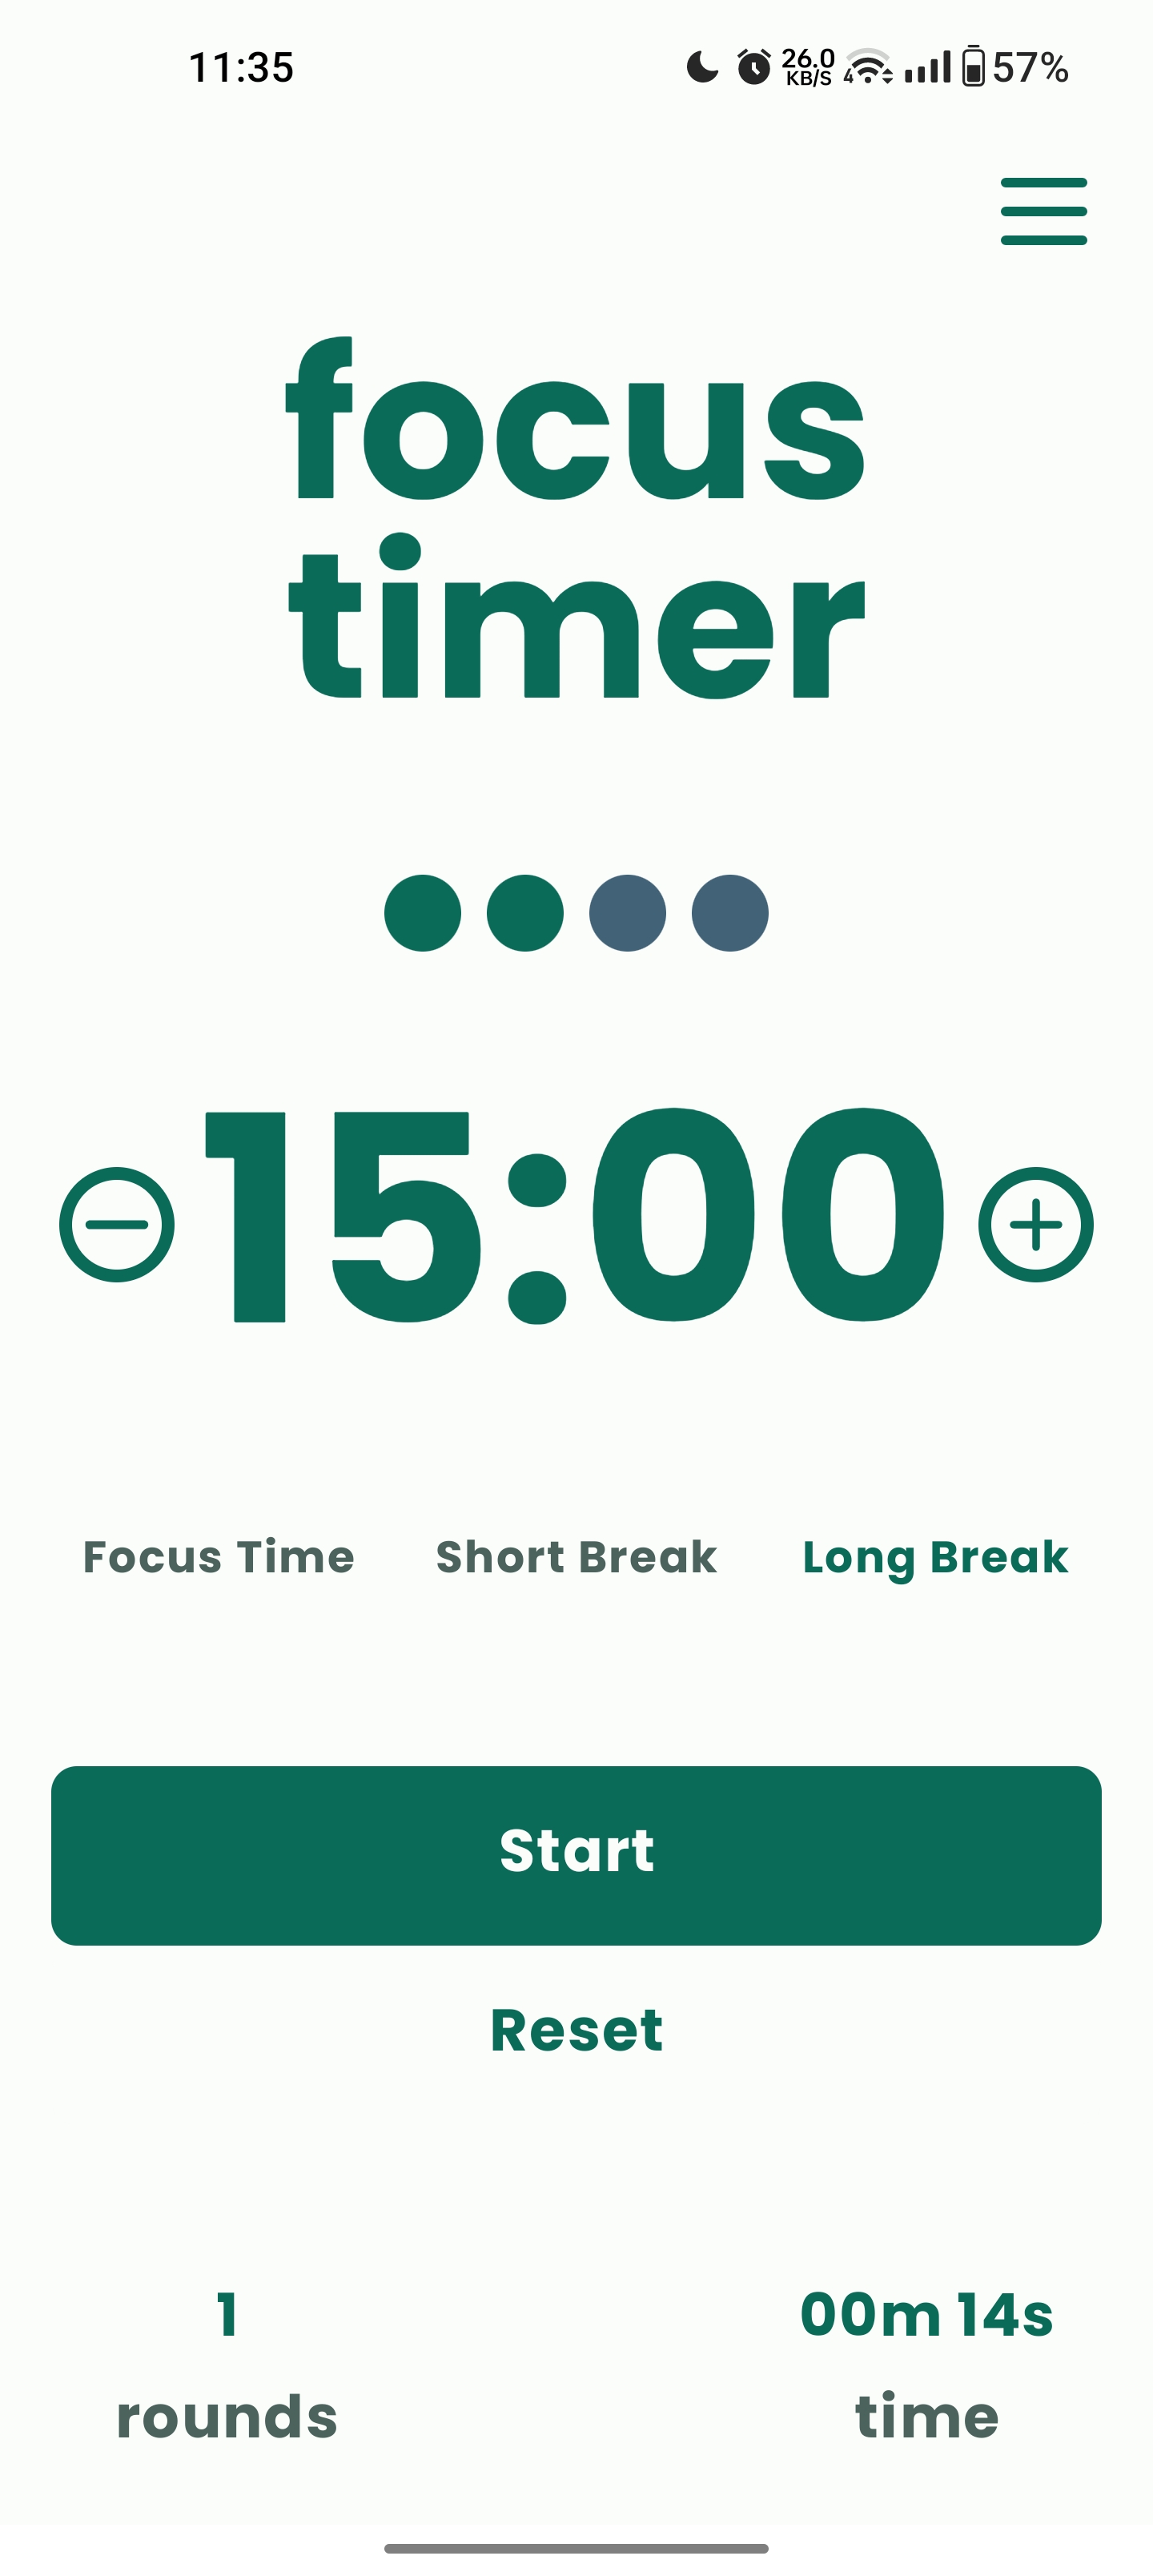 11:35
26.0
KB/S
4
57%
focus
timer
15:00
Focus Time Short Break Long Break
Start
Reset
1 00m 14s
rounds time